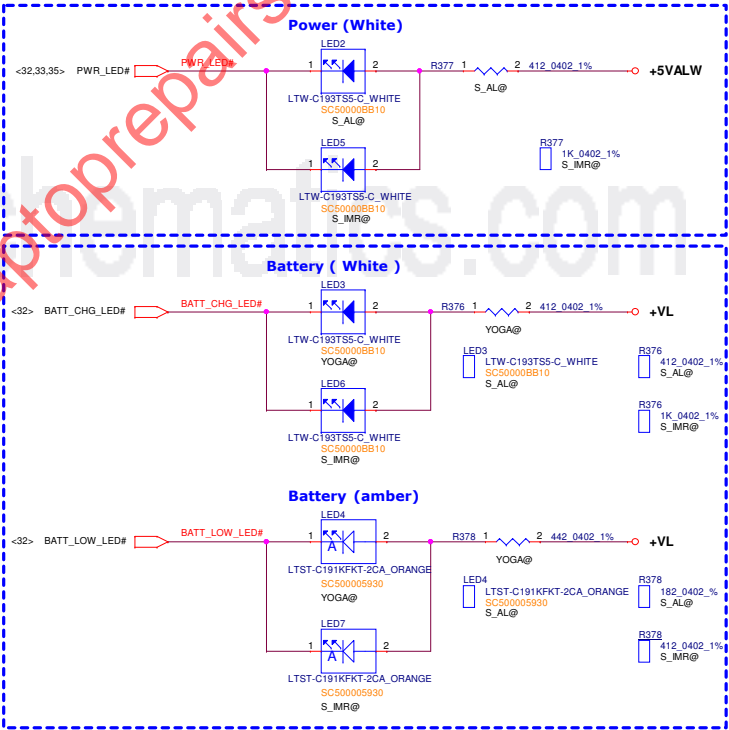 Power (White)
LED2
<32,33,35> PWR_LED# PWR_LED# 1 2 R377 1 2 412_0402_1% +5VALW
LTW-C193TS5-C_WHITE
SC50000BB10
S_AL@
S_AL@
LED5
1 2
LTW-C193TS5-C_WHITE
SC50000BB10
S_IMR@
R377
1K_0402_1%
S_IMR@
Battery ( White )
LED3
<32> BATT_CHG_LED# BATT_CHG_LED# 1 2 R376 1 2 412_0402_1% +VL
LTW-C193TS5-C_WHITE
SC50000BB10
YOGA@
YOGA@
LED3
LTW-C193TS5-C_WHITE
SC50000BB10
S_AL@
R376
412_0402_1%
S_AL@
LED6
1 2
LTW-C193TS5-C_WHITE
SC50000BB10
S_IMR@
R376
1K_0402_1%
S_IMR@
Battery (amber)
LED4
<32> BATT_LOW_LED# BATT_LOW_LED# 1 2 R378 1 2 442_0402_1% +VL
A
LTST-C191KFKT-2CA_ORANGE
SC500005930
YOGA@
YOGA@
LED4
LTST-C191KFKT-2CA_ORANGE
SC500005930
S_AL@
R378
182_0402_%
S_AL@
LED7
1 2
A
LTST-C191KFKT-2CA_ORANGE
SC500005930
S_IMR@
R378
412_0402_1%
S_IMR@
ptoprepairs
hematics.com